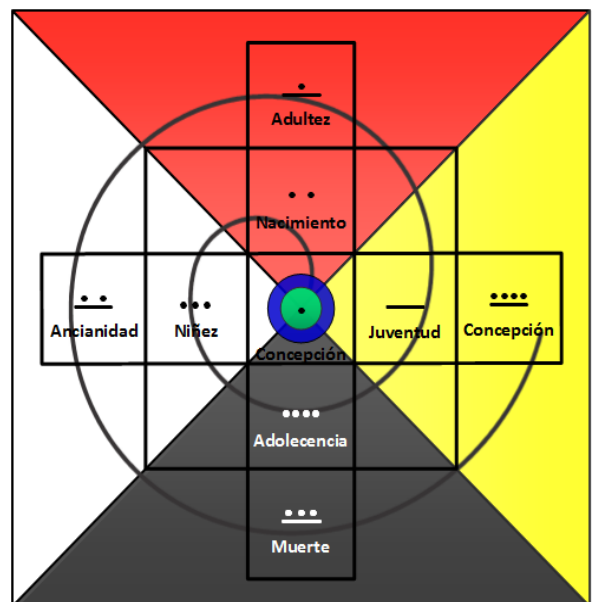 Adultez
Nacimiento
Ancianidad
Niñez
Juventud
Concepción
Concepción
Adolecencia
Muerte